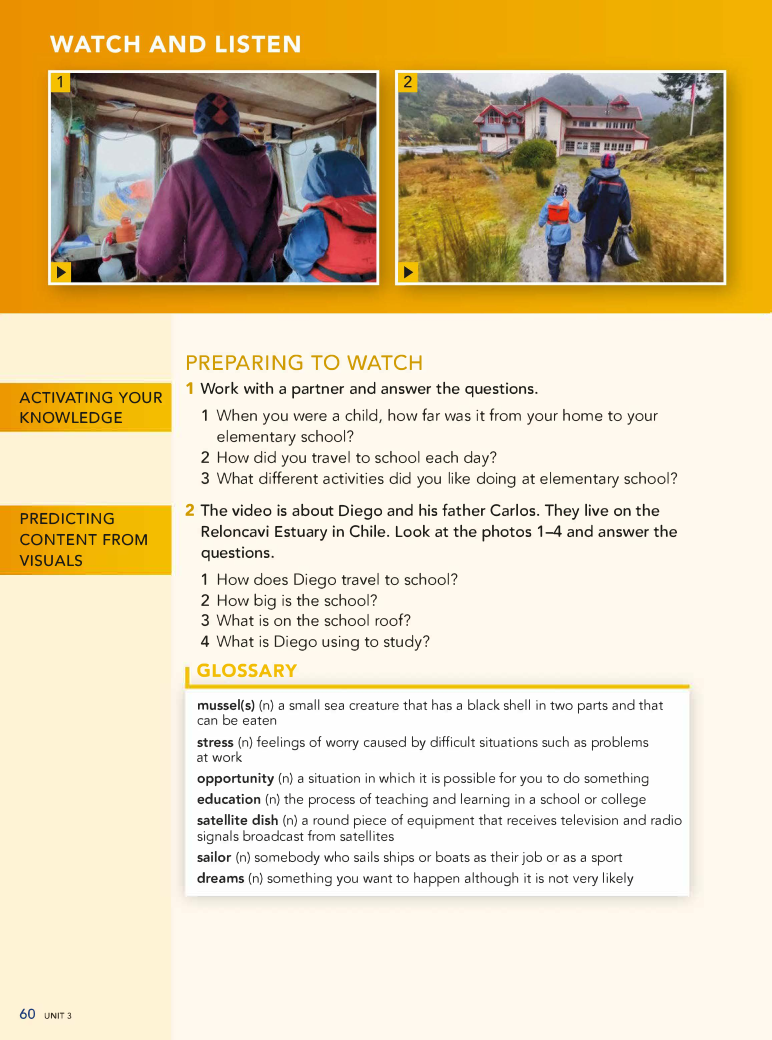 WATCH AND LISTEN
1
2
PREPARING TO WATCH
ACTIVATING YOUR
KNOWLEDGE
1 Work with a partner and answer the questions.
1 When you were a child, how far was it from your home to your
elementary school?
2 How did you travel to school each day?
3 What different activities did you like doing at elementary school?
PREDICTING
CONTENT FROM
VISUALS
2 The video is about Diego and his father Carlos. They live on the
Reloncavi Estuary in Chile. Look at the photos 1–4 and answer the
questions.
1 How does Diego travel to school?
2 How big is the school?
3 What is on the school roof?
4 What is Diego using to study?
GLOSSARY
mussel(s) (n) a small sea creature that has a black shell in two parts and that
can be eaten
stress (n) feelings of worry caused by difficult situations such as problems
at work
opportunity (n) a situation in which it is possible for you to do something
education (n) the process of teaching and learning in a school or college
satellite dish (n) a round piece of equipment that receives television and radio
signals broadcast from satellites
sailor (n) somebody who sails ships or boats as their job or as a sport
dreams (n) something you want to happen although it is not very likely
60 UNIT 3